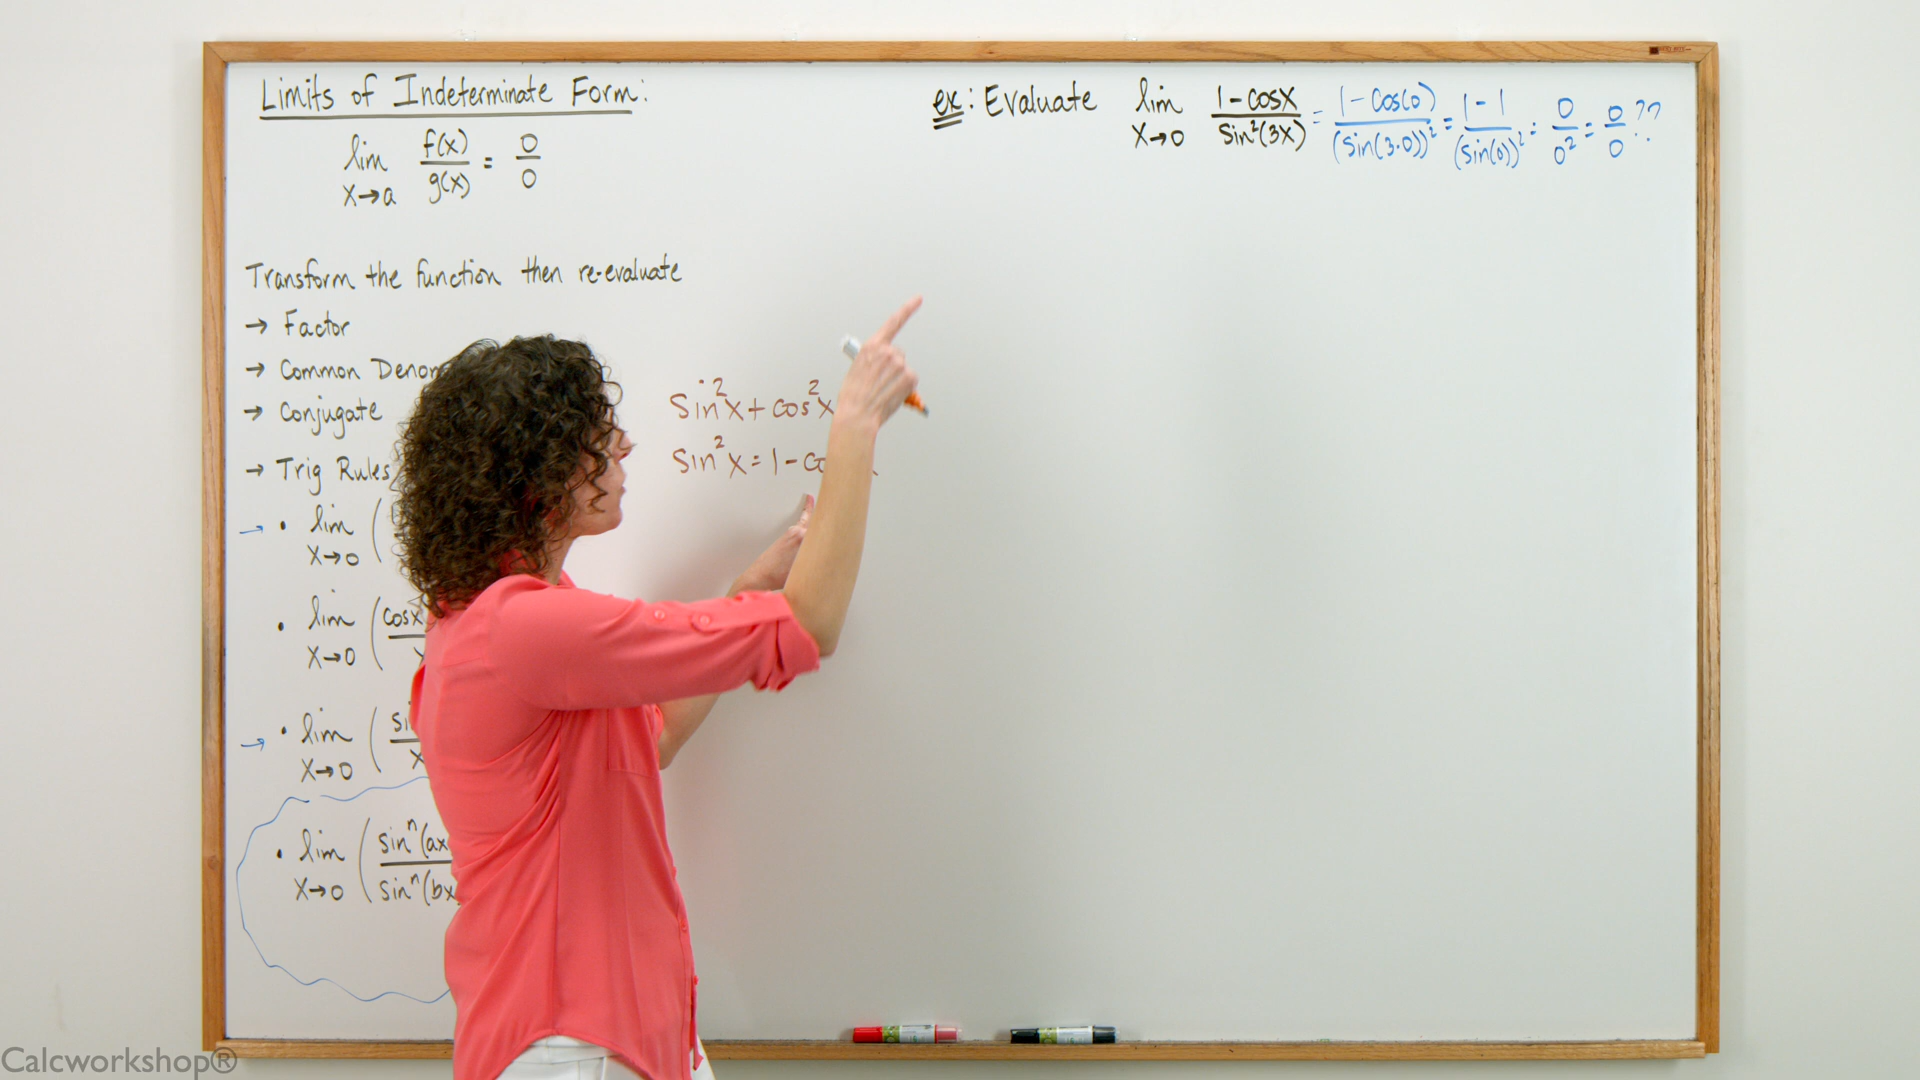 Limits of Indeterminate Form:
lim x→a f(x)/g(x) = 0/0
Transform the function then re-evaluate
→ Factor
→ Common
→ Conjugate
→ Trig Rules
→ • lim x→0 (
• lim x→0 (cosx
→ • lim x→0 (
• lim x→0 (sinⁿ(ax / sinⁿ(bx
sin²x + cos²x
sin²x = 1 -
ex: Evaluate lim x→0 1-cosx/sin²(3x) = 1-cos(0)/(sin(3·0))² = 1-1/(sin(0))² = 0/0² = 0/0 ??
Calcworkshop®